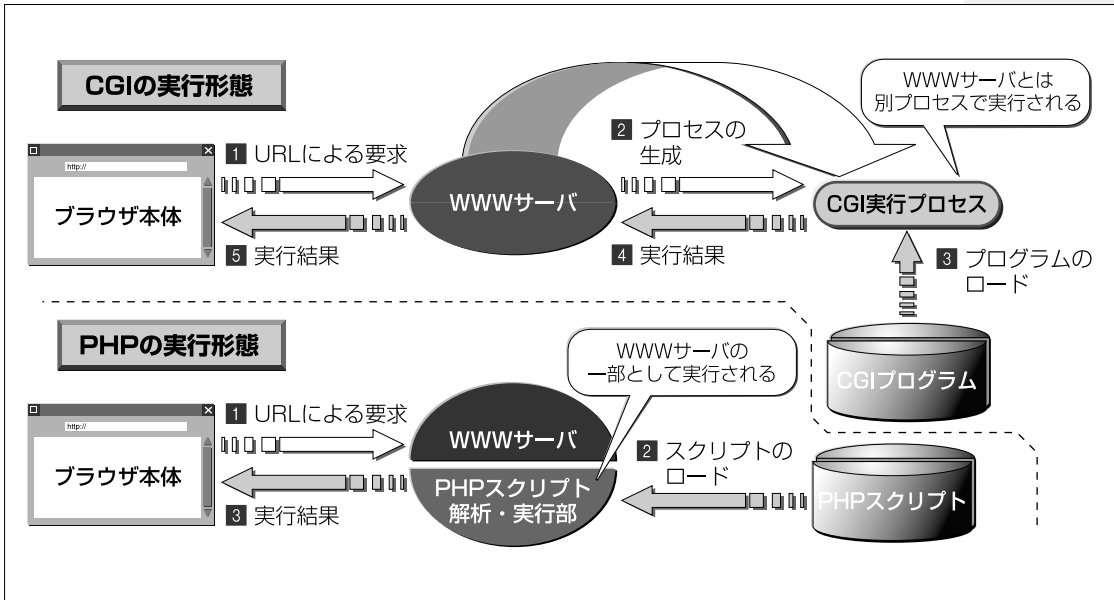 CGIの実行形態
WWWサーバとは
別プロセスで実行される
http://
ブラウザ本体
1 URLによる要求
WWWサーバ
2 プロセスの
生成
CGI実行プロセス
5 実行結果
4 実行結果
3 プログラムの
ロード
CGIプログラム
PHPの実行形態
WWWサーバの
一部として実行される
http://
ブラウザ本体
1 URLによる要求
WWWサーバ
PHPスクリプト
解析・実行部
2 スクリプトの
ロード
PHPスクリプト
3 実行結果